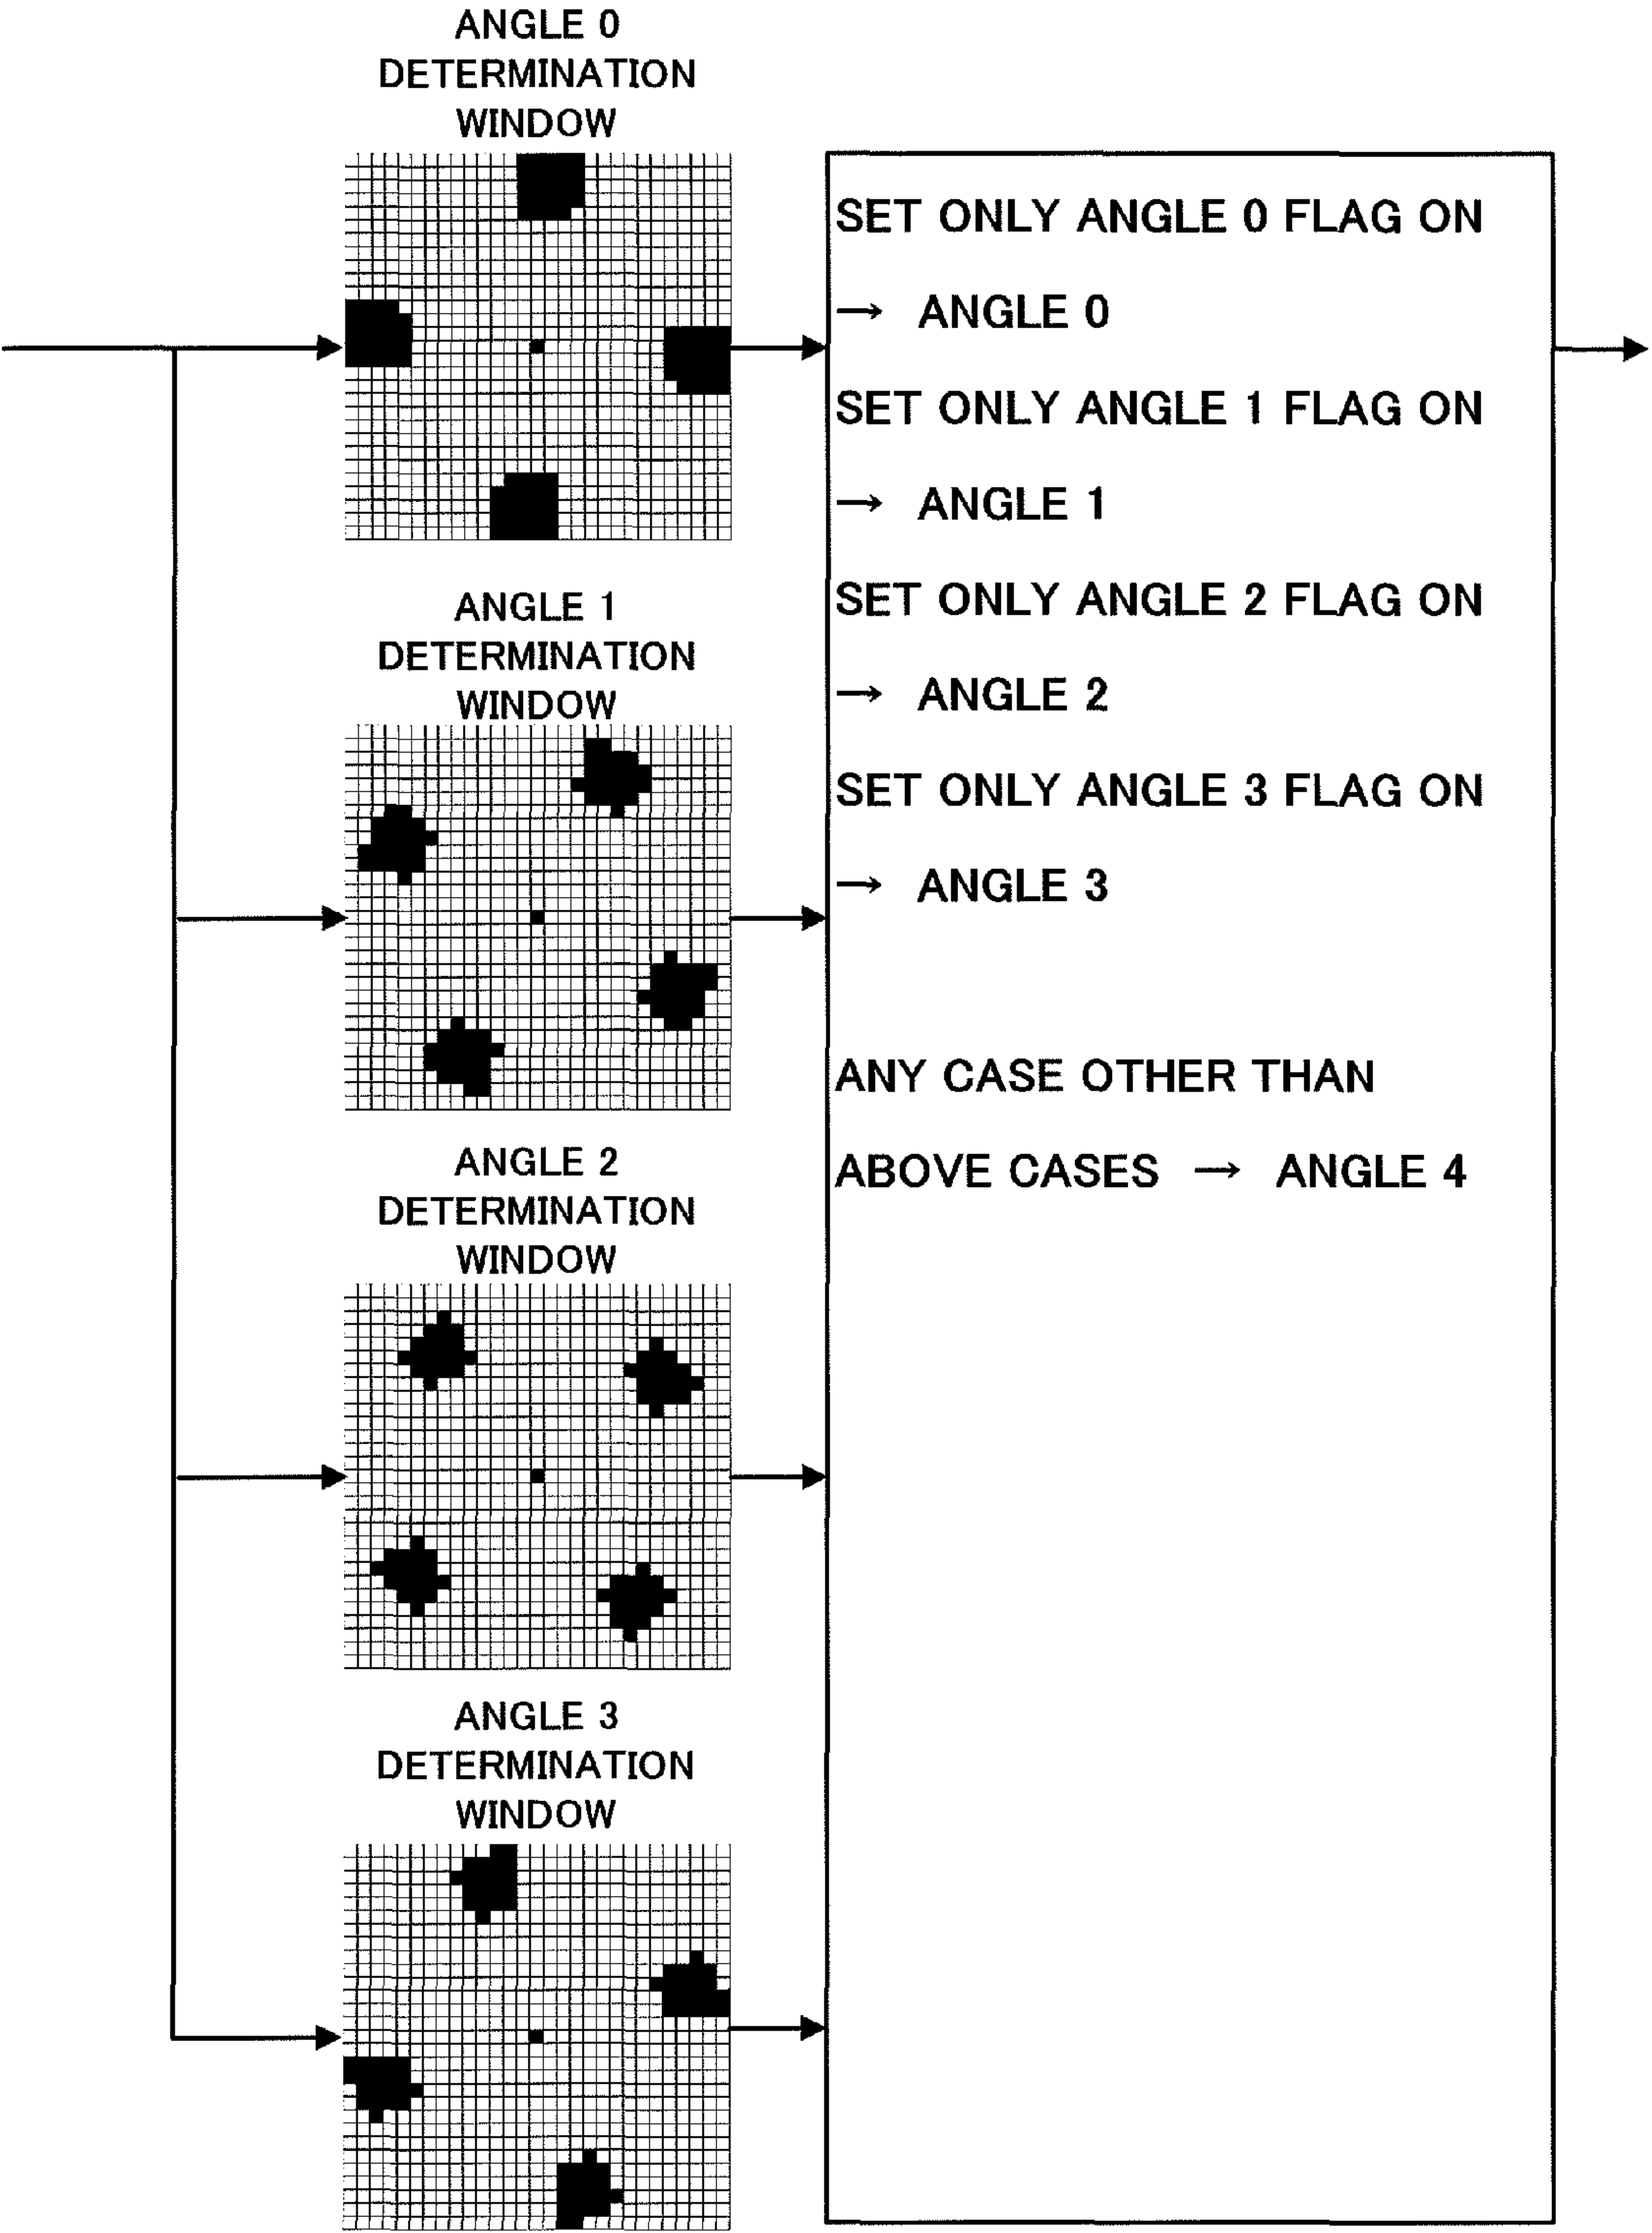 ANGLE 0
DETERMINATION
WINDOW
SET ONLY ANGLE 0 FLAG ON
→ ANGLE 0
SET ONLY ANGLE 1 FLAG ON
→ ANGLE 1
SET ONLY ANGLE 2 FLAG ON
→ ANGLE 2
SET ONLY ANGLE 3 FLAG ON
→ ANGLE 3
ANY CASE OTHER THAN
ABOVE CASES → ANGLE 4
ANGLE 1
DETERMINATION
WINDOW
ANGLE 2
DETERMINATION
WINDOW
ANGLE 3
DETERMINATION
WINDOW